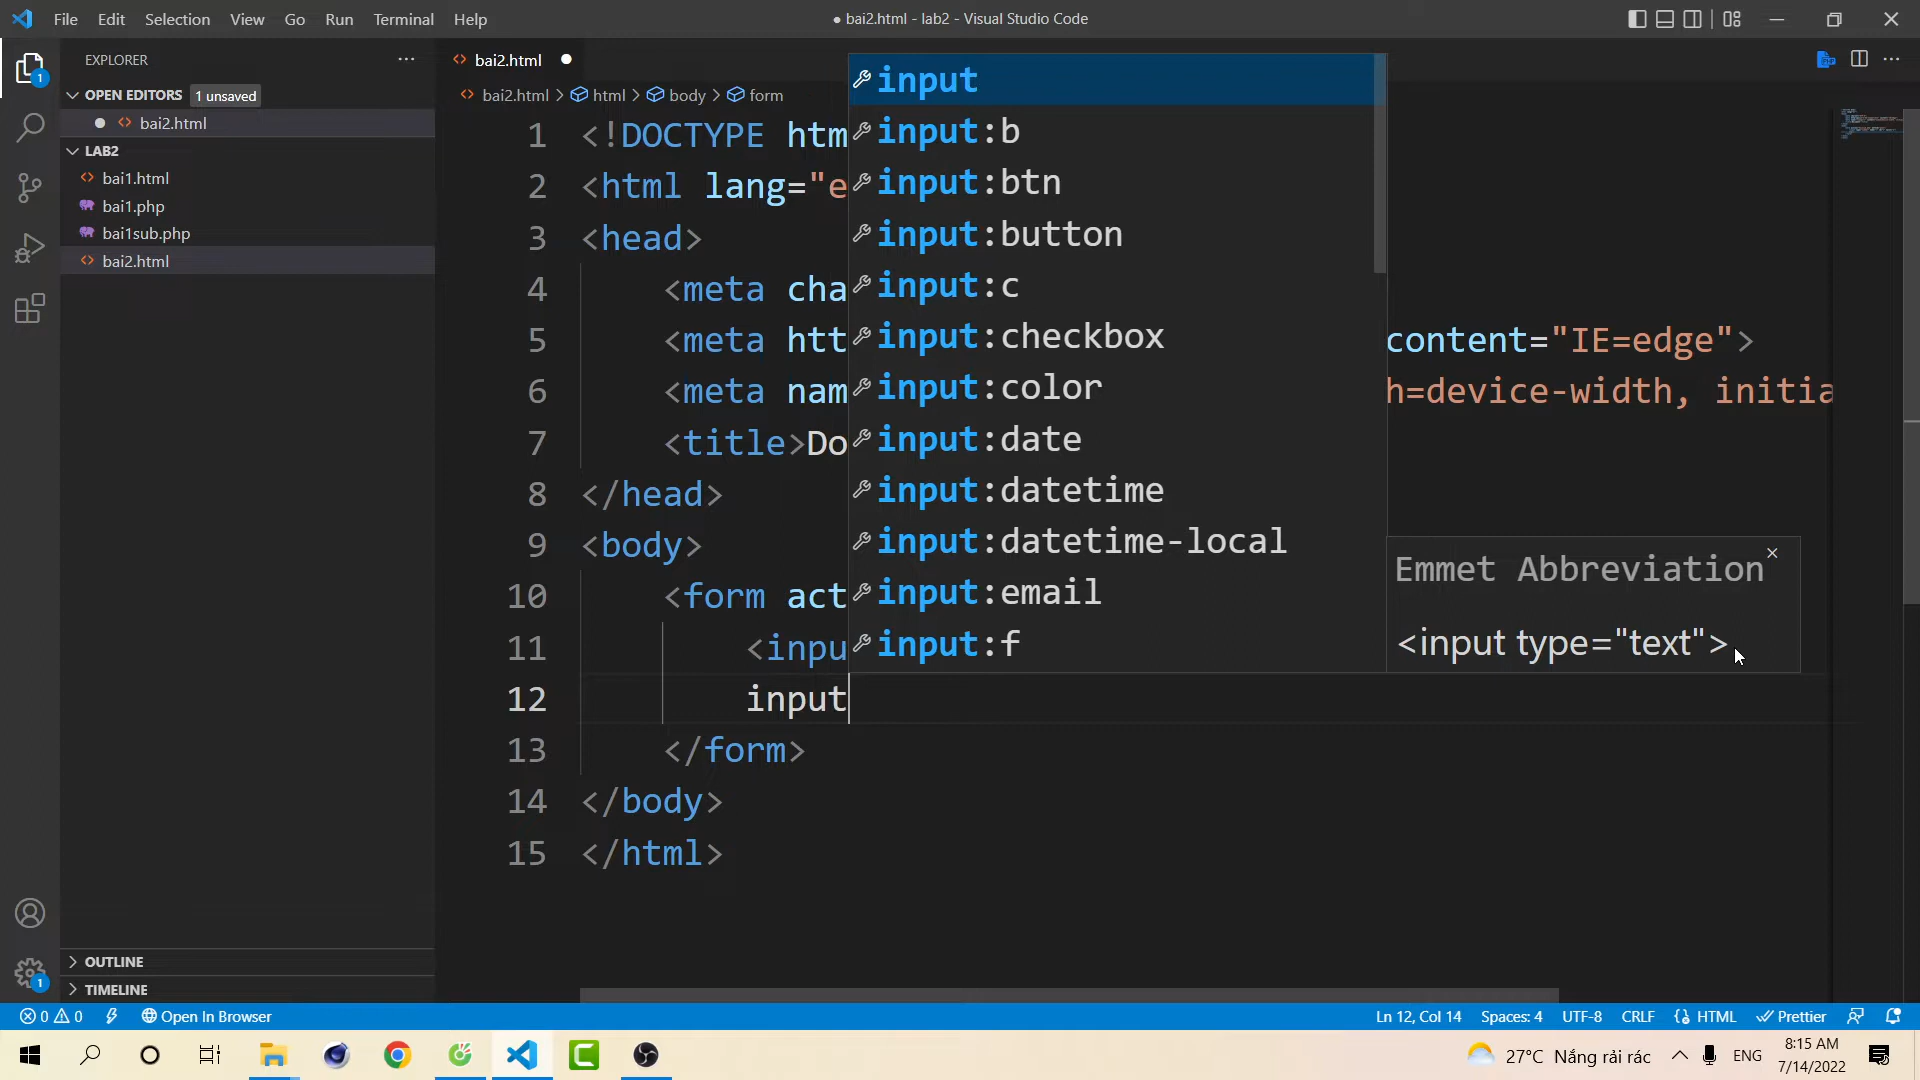 File Edit Selection View Go Run Terminal Help
● bai2.html - lab2 - Visual Studio Code
EXPLORER
OPEN EDITORS 1 unsaved
bai2.html
LAB2
bai1.html
bai1.php
bai1sub.php
bai2.html
OUTLINE
TIMELINE
bai2.html
bai2.html > html > body > form
1 <!DOCTYPE htm
2 <html lang="e
3 <head>
4 <meta cha
5 <meta htt content="IE=edge">
6 <meta nam h=device-width, initia
7 <title>Do
8 </head>
9 <body>
10 <form act
11 <inpu
12 input
13 </form>
14 </body>
15 </html>
input
input:b
input:btn
input:button
input:c
input:checkbox
input:color
input:date
input:datetime
input:datetime-local
input:email
input:f
Emmet Abbreviation
<input type="text">
1
1
0 0 Open In Browser
Ln 12, Col 14 Spaces: 4 UTF-8 CRLF HTML Prettier
27°C Nắng rải rác ENG
8:15 AM
7/14/2022